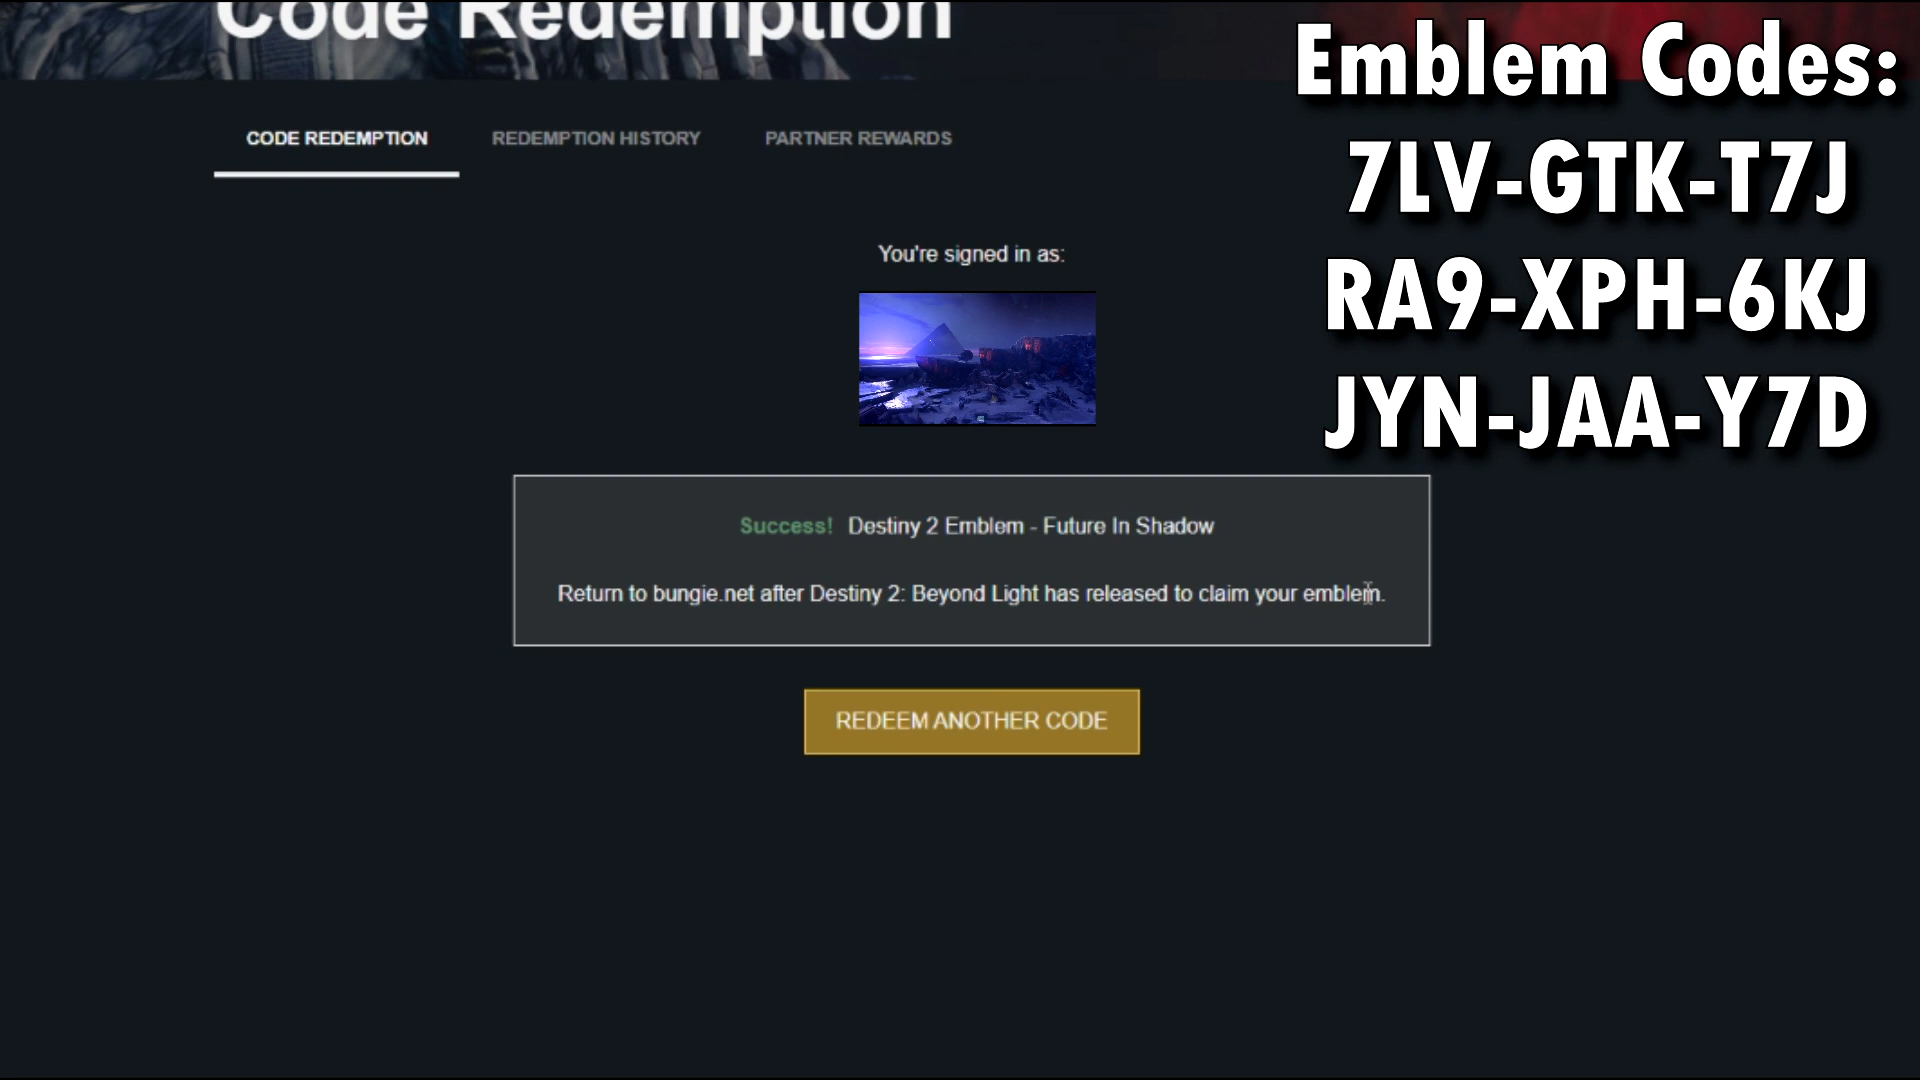 Code Redemption
Emblem Codes:
CODE REDEMPTION REDEMPTION HISTORY PARTNER REWARDS
7LV-GTK-T7J
You're signed in as:
RA9-XPH-6KJ
JYN-JAA-Y7D
Success! Destiny 2 Emblem - Future In Shadow
Return to bungie.net after Destiny 2: Beyond Light has released to claim your emblem.
REDEEM ANOTHER CODE